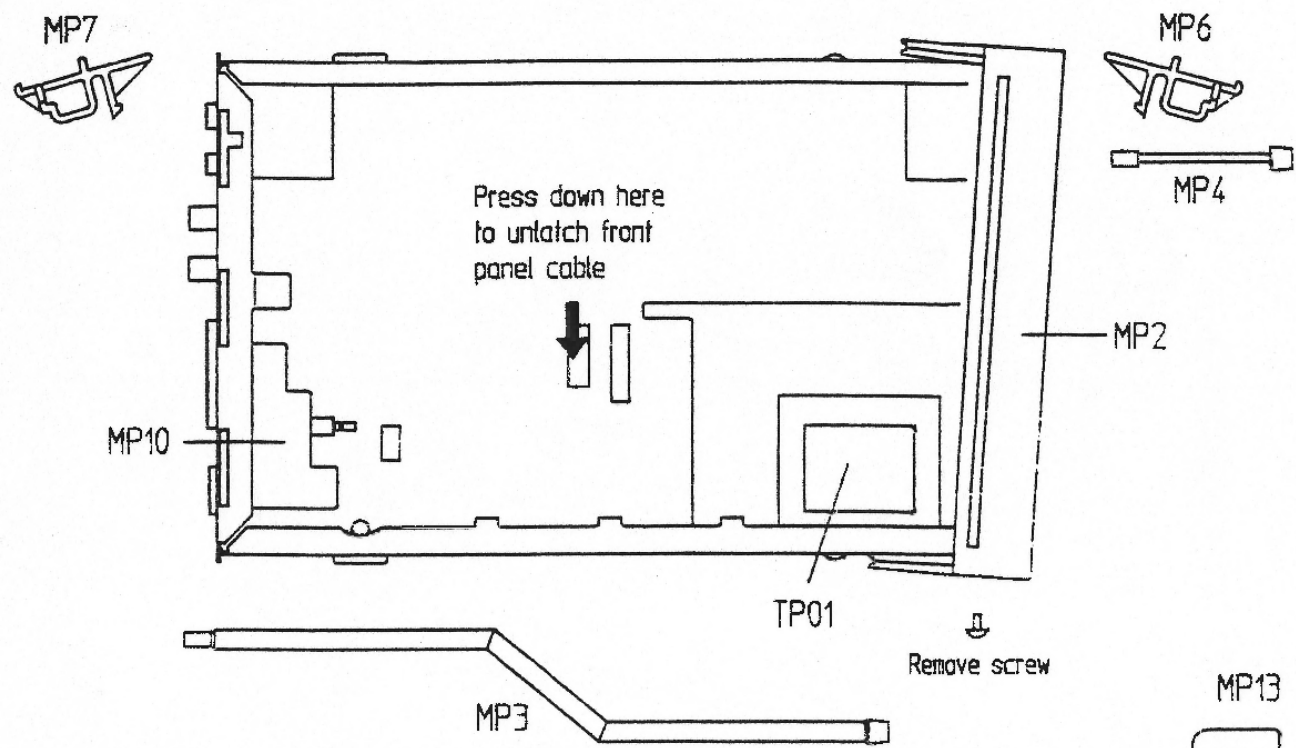 MP7
MP6
MP4
Press down here
to unlatch front
panel cable
MP2
MP10
TP01
Remove screw
MP3
MP13